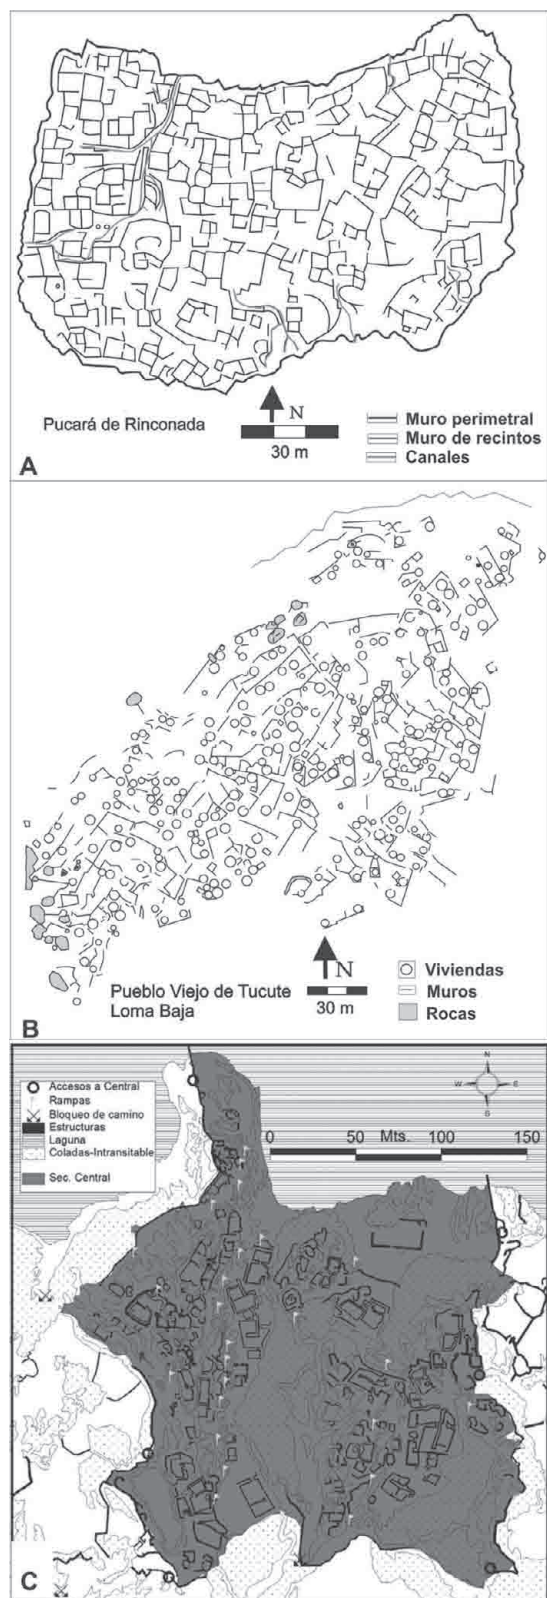 N
Pucará de Rinconada
30 m
Muro perimetral
Muro de recintos
Canales
A
N
Pueblo Viejo de Tucute
Loma Baja
30 m
Viviendas
Muros
Rocas
B
Accesos a Central
Rampas
Bloqueo de camino
Estructuras
Laguna
Coladas-Intransitable
Sec. Central
N
W E
S
0 50 Mts. 100 150
C